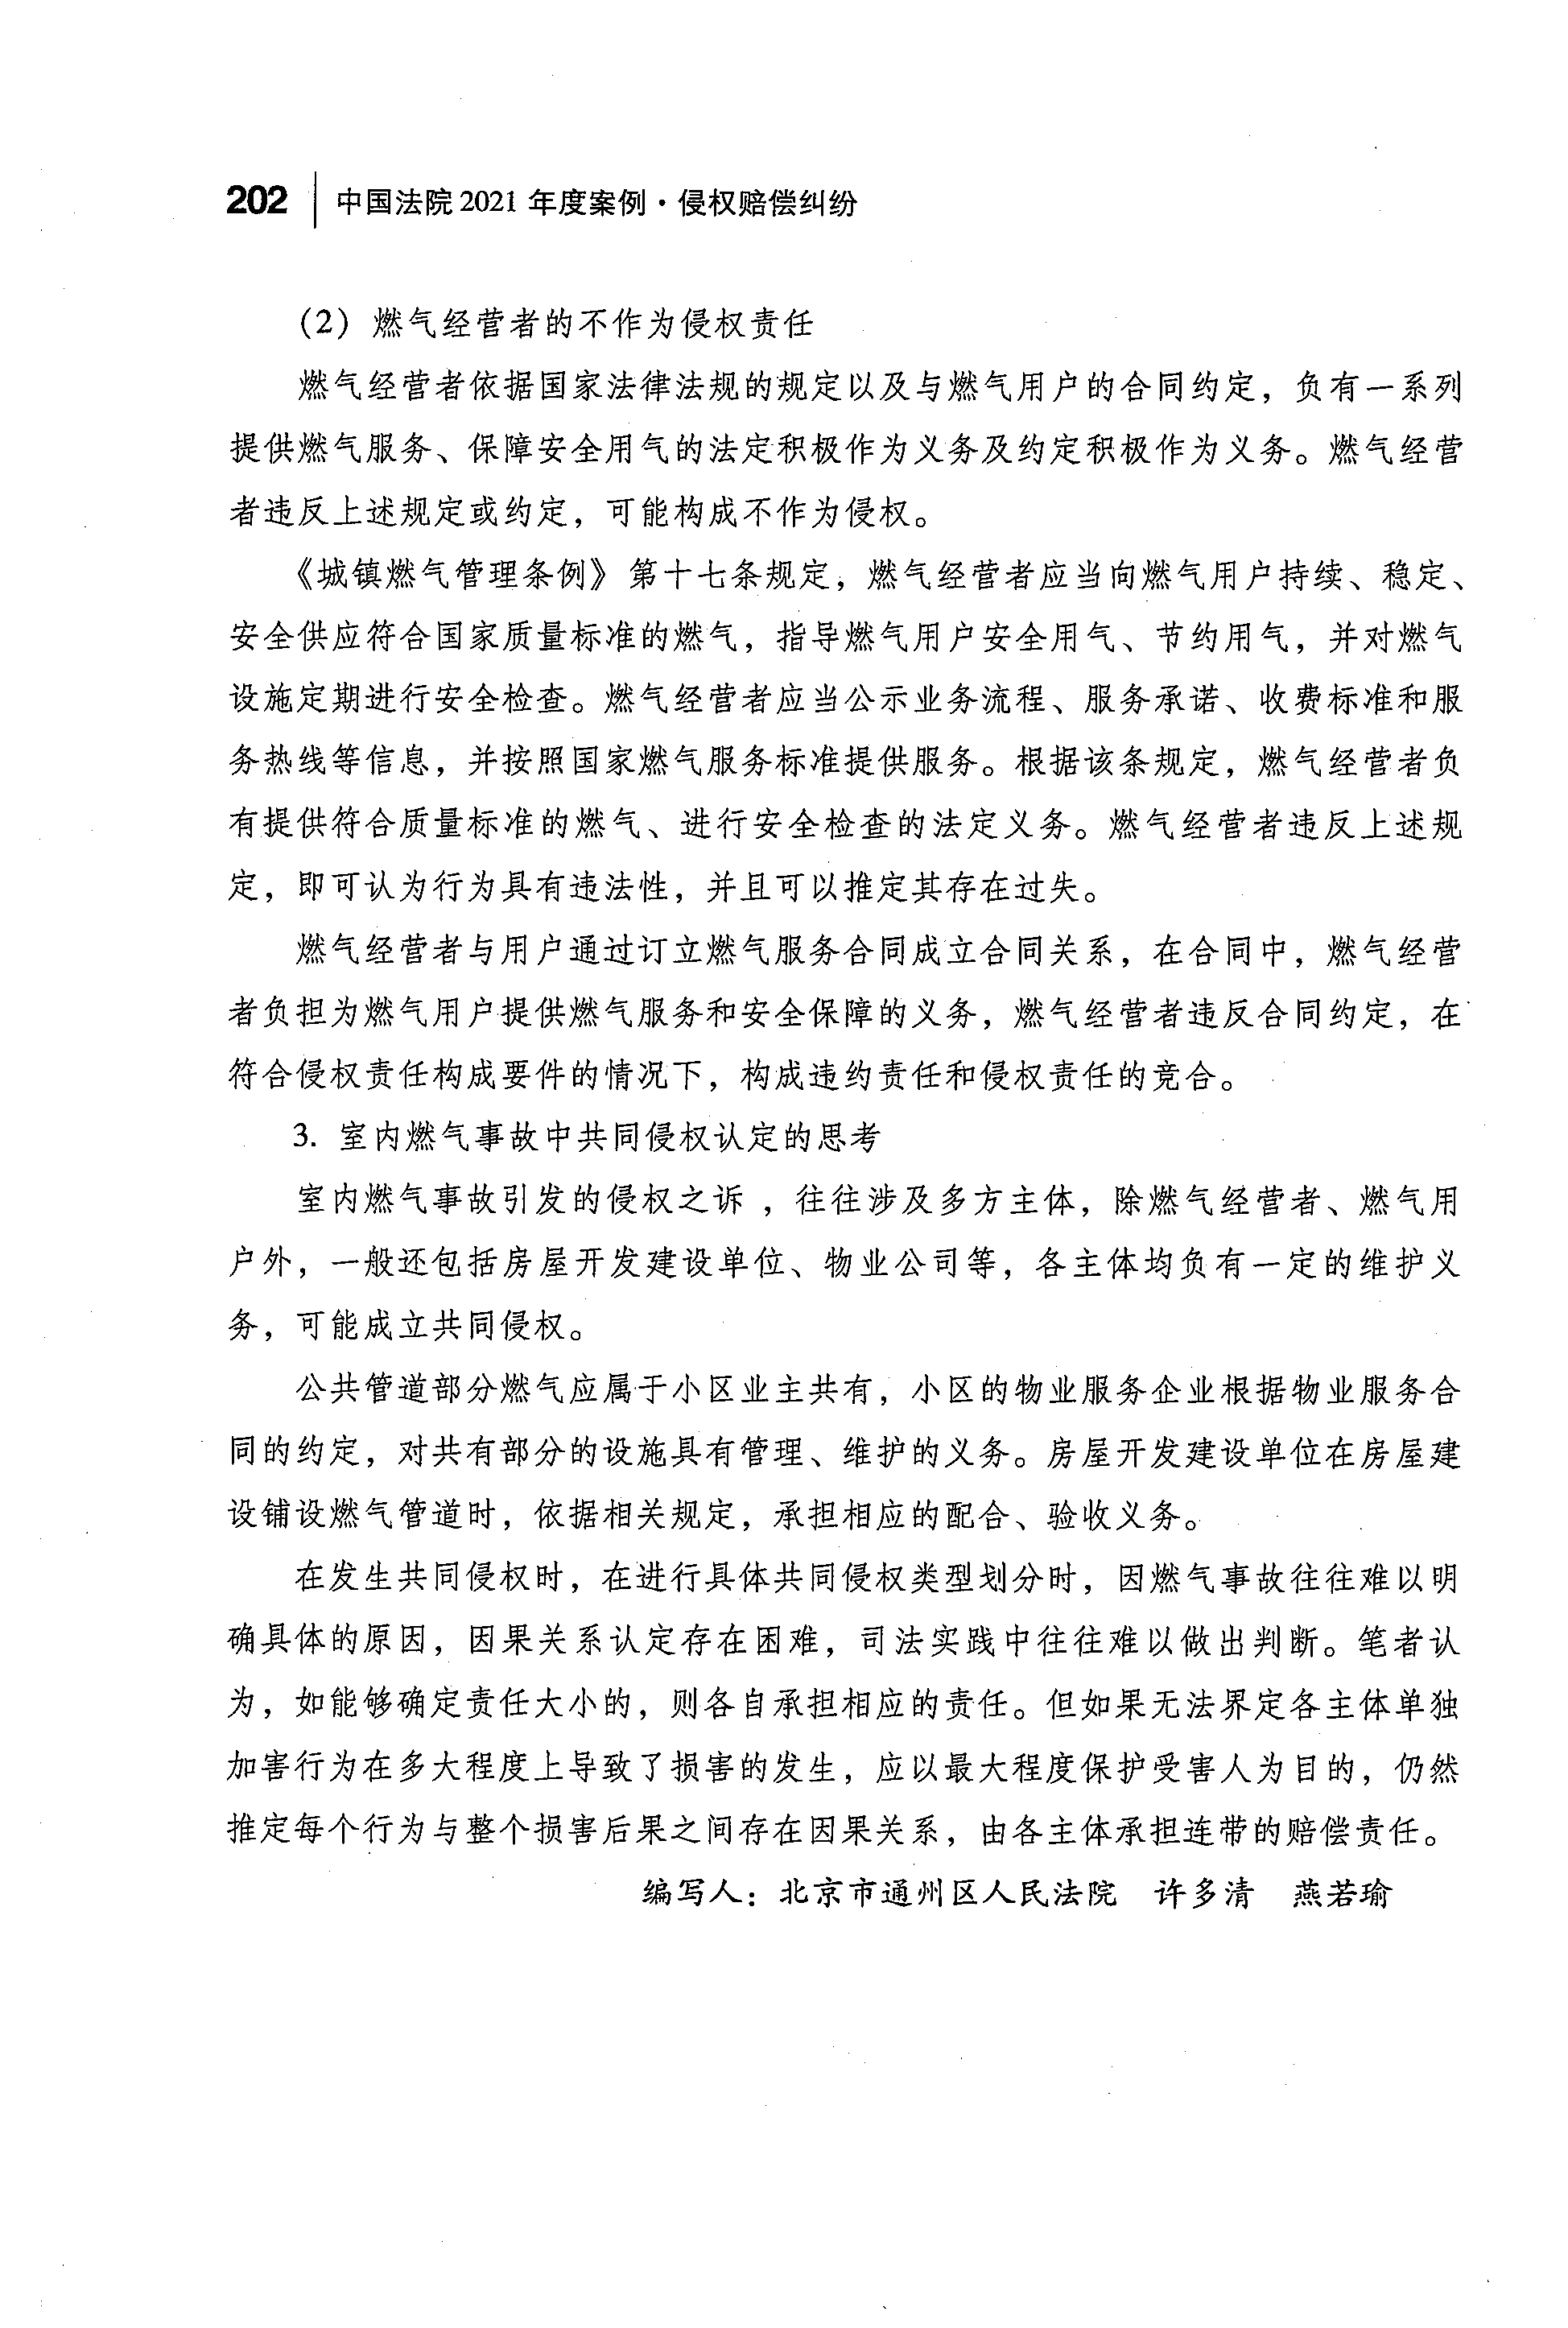 202 中国法院2021年度案例·侵权赔偿纠纷
(2) 燃气经营者的不作为侵权责任
燃气经营者依据国家法律法规的规定以及与燃气用户的合同约定，负有一系列
提供燃气服务、保障安全用气的法定积极作为义务及约定积极作为义务。燃气经营
者违反上述规定或约定，可能构成不作为侵权。
《城镇燃气管理条例》第十七条规定，燃气经营者应当向燃气用户持续、稳定、
安全供应符合国家质量标准的燃气，指导燃气用户安全用气、节约用气，并对燃气
设施定期进行安全检查。燃气经营者应当公示业务流程、服务承诺、收费标准和服
务热线等信息，并按照国家燃气服务标准提供服务。根据该条规定，燃气经营者负
有提供符合质量标准的燃气、进行安全检查的法定义务。燃气经营者违反上述规
定，即可认为行为具有违法性，并且可以推定其存在过失。
燃气经营者与用户通过订立燃气服务合同成立合同关系，在合同中，燃气经营
者负担为燃气用户提供燃气服务和安全保障的义务，燃气经营者违反合同约定，在
符合侵权责任构成要件的情况下，构成违约责任和侵权责任的竞合。
3. 室内燃气事故中共同侵权认定的思考
室内燃气事故引发的侵权之诉，往往涉及多方主体，除燃气经营者、燃气用
户外，一般还包括房屋开发建设单位、物业公司等，各主体均负有一定的维护义
务，可能成立共同侵权。
公共管道部分燃气应属于小区业主共有，小区的物业服务企业根据物业服务合
同的约定，对共有部分的设施具有管理、维护的义务。房屋开发建设单位在房屋建
设铺设燃气管道时，依据相关规定，承担相应的配合、验收义务。
在发生共同侵权时，在进行具体共同侵权类型划分时，因燃气事故往往难以明
确具体的原因，因果关系认定存在困难，司法实践中往往难以做出判断。笔者认
为，如能够确定责任大小的，则各自承担相应的责任。但如果无法界定各主体单独
加害行为在多大程度上导致了损害的发生，应以最大程度保护受害人为目的，仍然
推定每个行为与整个损害后果之间存在因果关系，由各主体承担连带的赔偿责任。
编写人：北京市通州区人民法院 许多清 燕若瑜